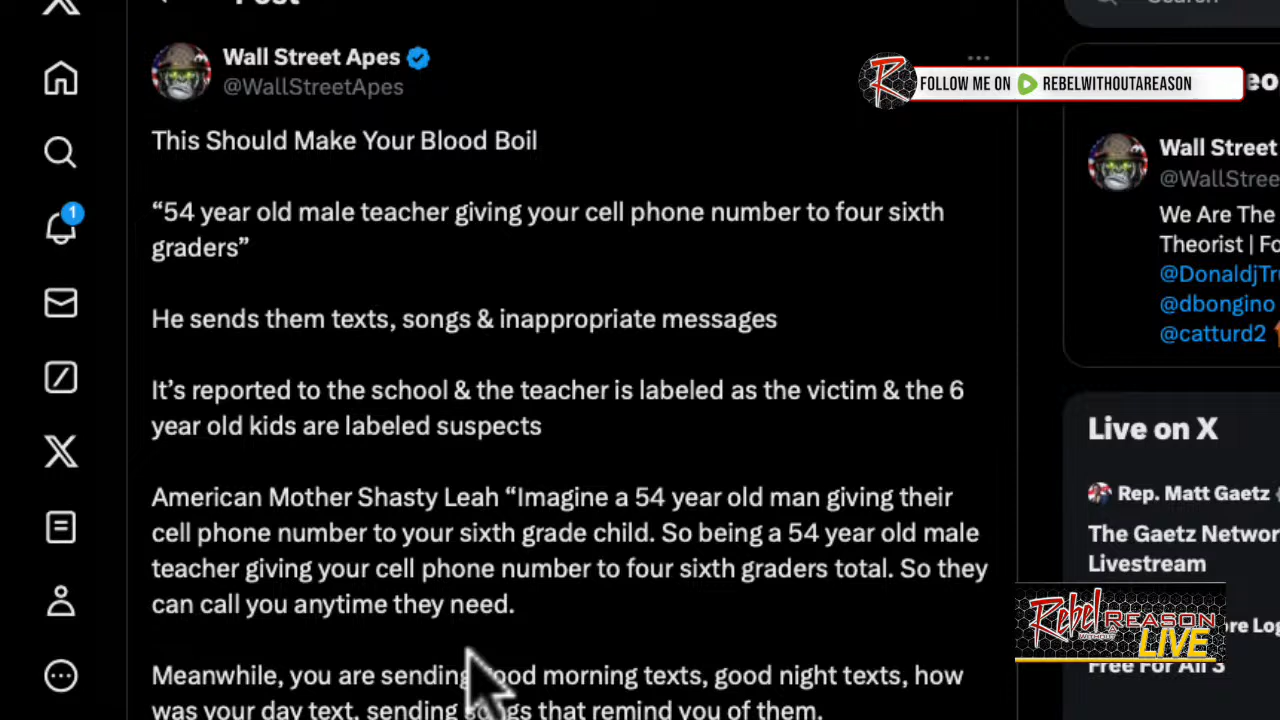 Wall Street Apes
@WallStreetApes
FOLLOW ME ON REBELWITHOUTAREASON
This Should Make Your Blood Boil
“54 year old male teacher giving your cell phone number to four sixth
graders”
He sends them texts, songs & inappropriate messages
It’s reported to the school & the teacher is labeled as the victim & the 6
year old kids are labeled suspects
American Mother Shasty Leah “Imagine a 54 year old man giving their
cell phone number to your sixth grade child. So being a 54 year old male
teacher giving your cell phone number to four sixth graders total. So they
can call you anytime they need.
Meanwhile, you are sending good morning texts, good night texts, how
was your day text, sending songs that remind you of them.
1
Wall Street
@WallStree
We Are The
Theorist | Fo
@DonaldjTru
@dbongino
@catturd2
Live on X
Rep. Matt Gaetz
The Gaetz Networ
Livestream
Rebel WITHOUT REASON
LIVE
Free For All 3